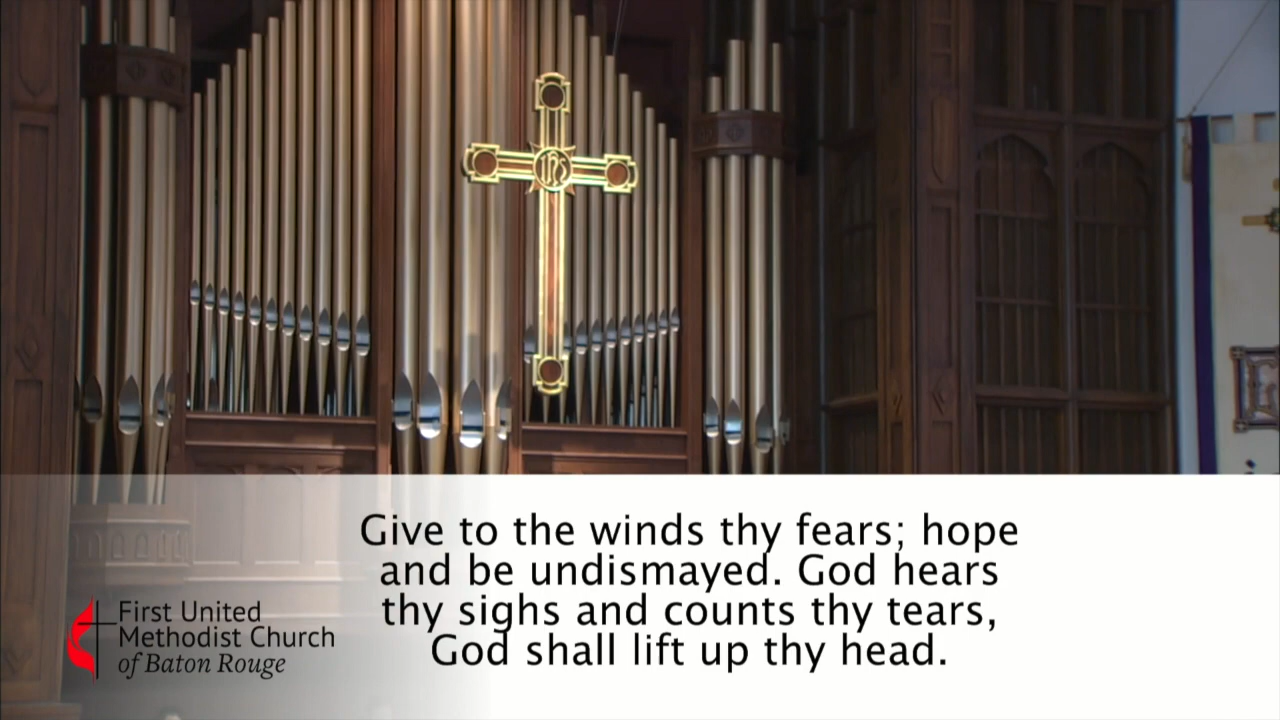 IHS
Give to the winds thy fears; hope
and be undismayed. God hears
thy sighs and counts thy tears,
God shall lift up thy head.
First United
Methodist Church
of Baton Rouge